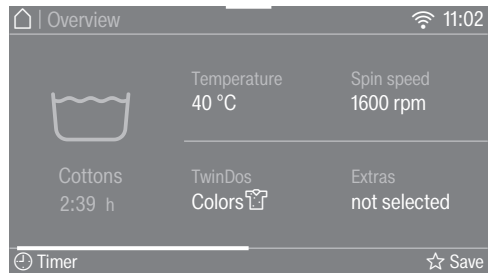 | Overview 11:02
Temperature Spin speed
40 °C 1600 rpm
Cottons TwinDos Extras
2:39 h Colors not selected
Timer Save